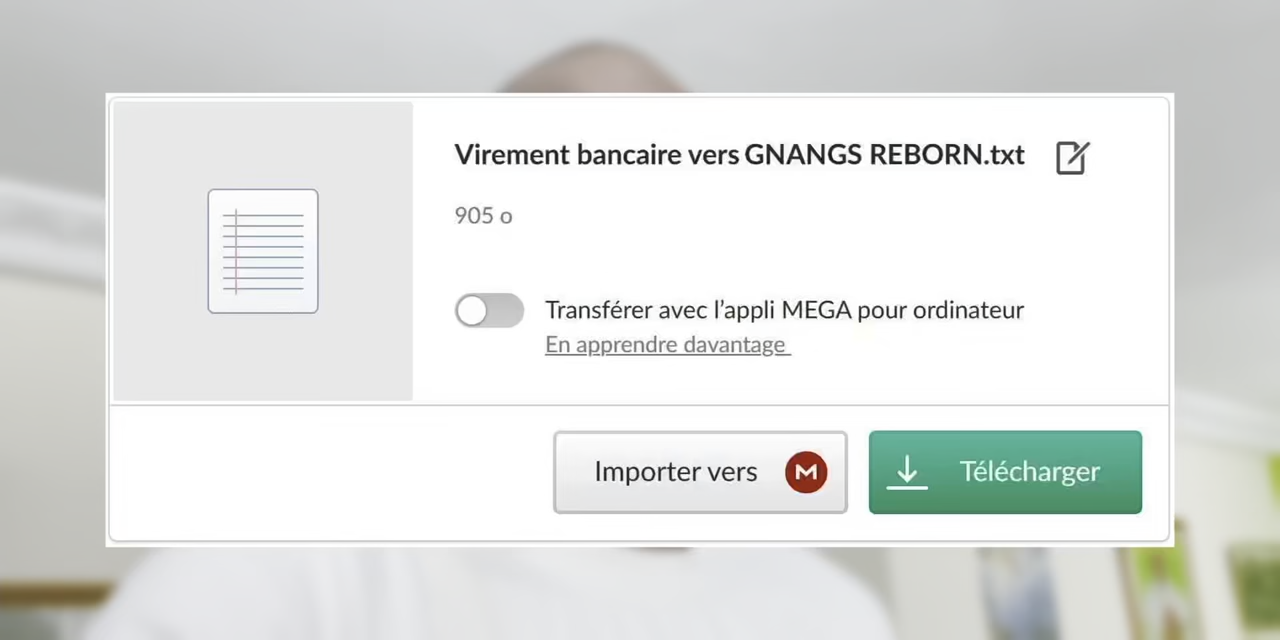 Virement bancaire vers GNANGS REBORN.txt
905 o
Transférer avec l’appli MEGA pour ordinateur
En apprendre davantage
Importer vers M
Télécharger